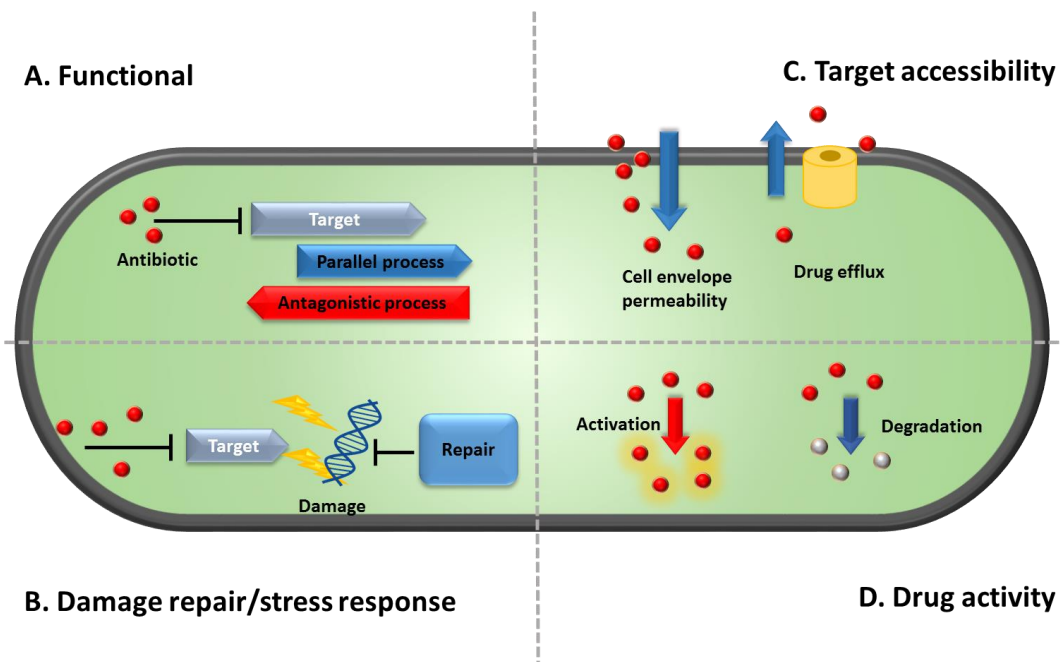 A. Functional
C. Target accessibility
Target
Antibiotic
Parallel process
Antagonistic process
Cell envelope
permeability
Drug efflux
Activation
Degradation
Target
Repair
Damage
B. Damage repair/stress response
D. Drug activity